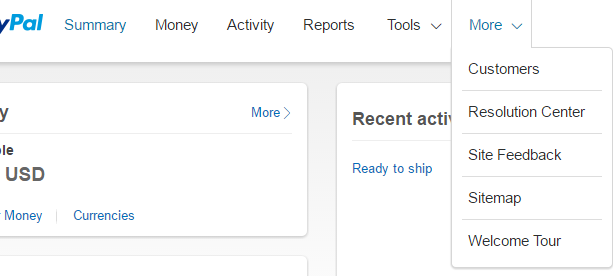 yPal Summary Money Activity Reports Tools More
Customers
Resolution Center
Site Feedback
Sitemap
Welcome Tour
y More
ble
USD
Money Currencies
Recent activ
Ready to ship